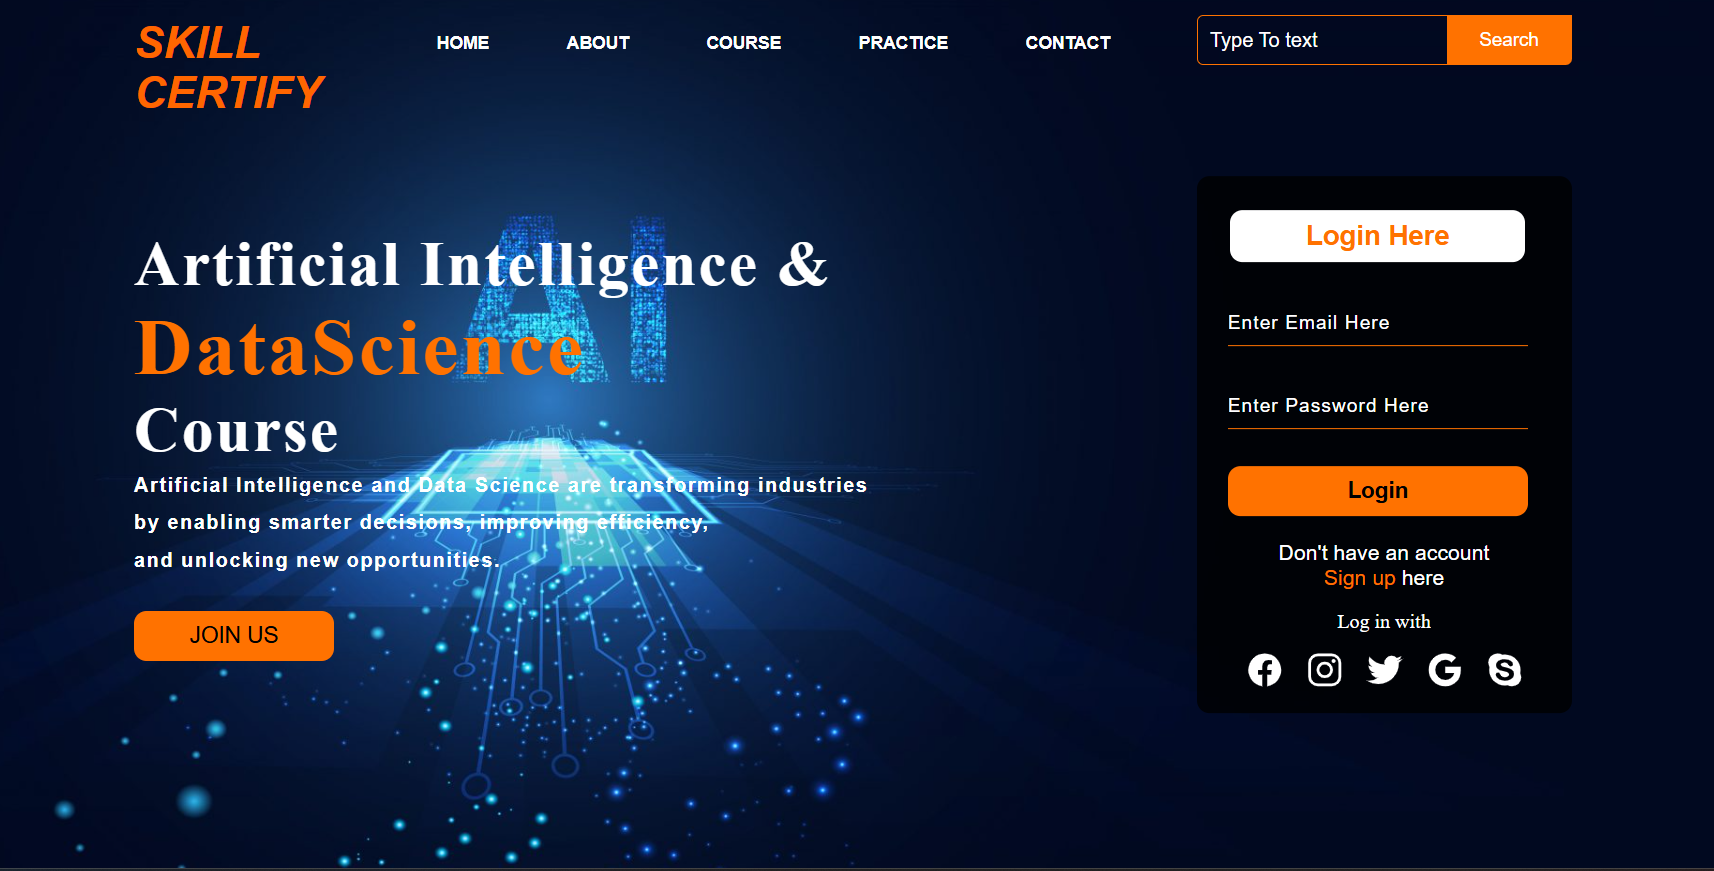 SKILL
CERTIFY
HOME
ABOUT
COURSE
PRACTICE
CONTACT
Type To text
Search
AI
Artificial Intelligence &
DataScience
Course
Artificial Intelligence and Data Science are transforming industries
by enabling smarter decisions, improving efficiency,
and unlocking new opportunities.
JOIN US
Login Here
Enter Email Here
Enter Password Here
Login
Don't have an account
Sign up here
Log in with